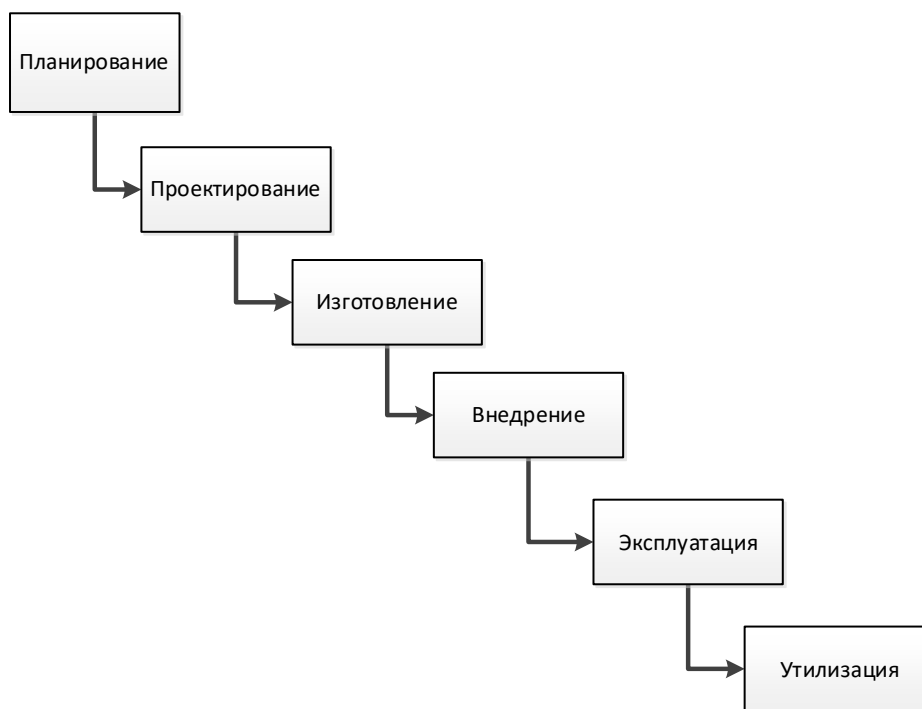 Планирование
Проектирование
Изготовление
Внедрение
Эксплуатация
Утилизация